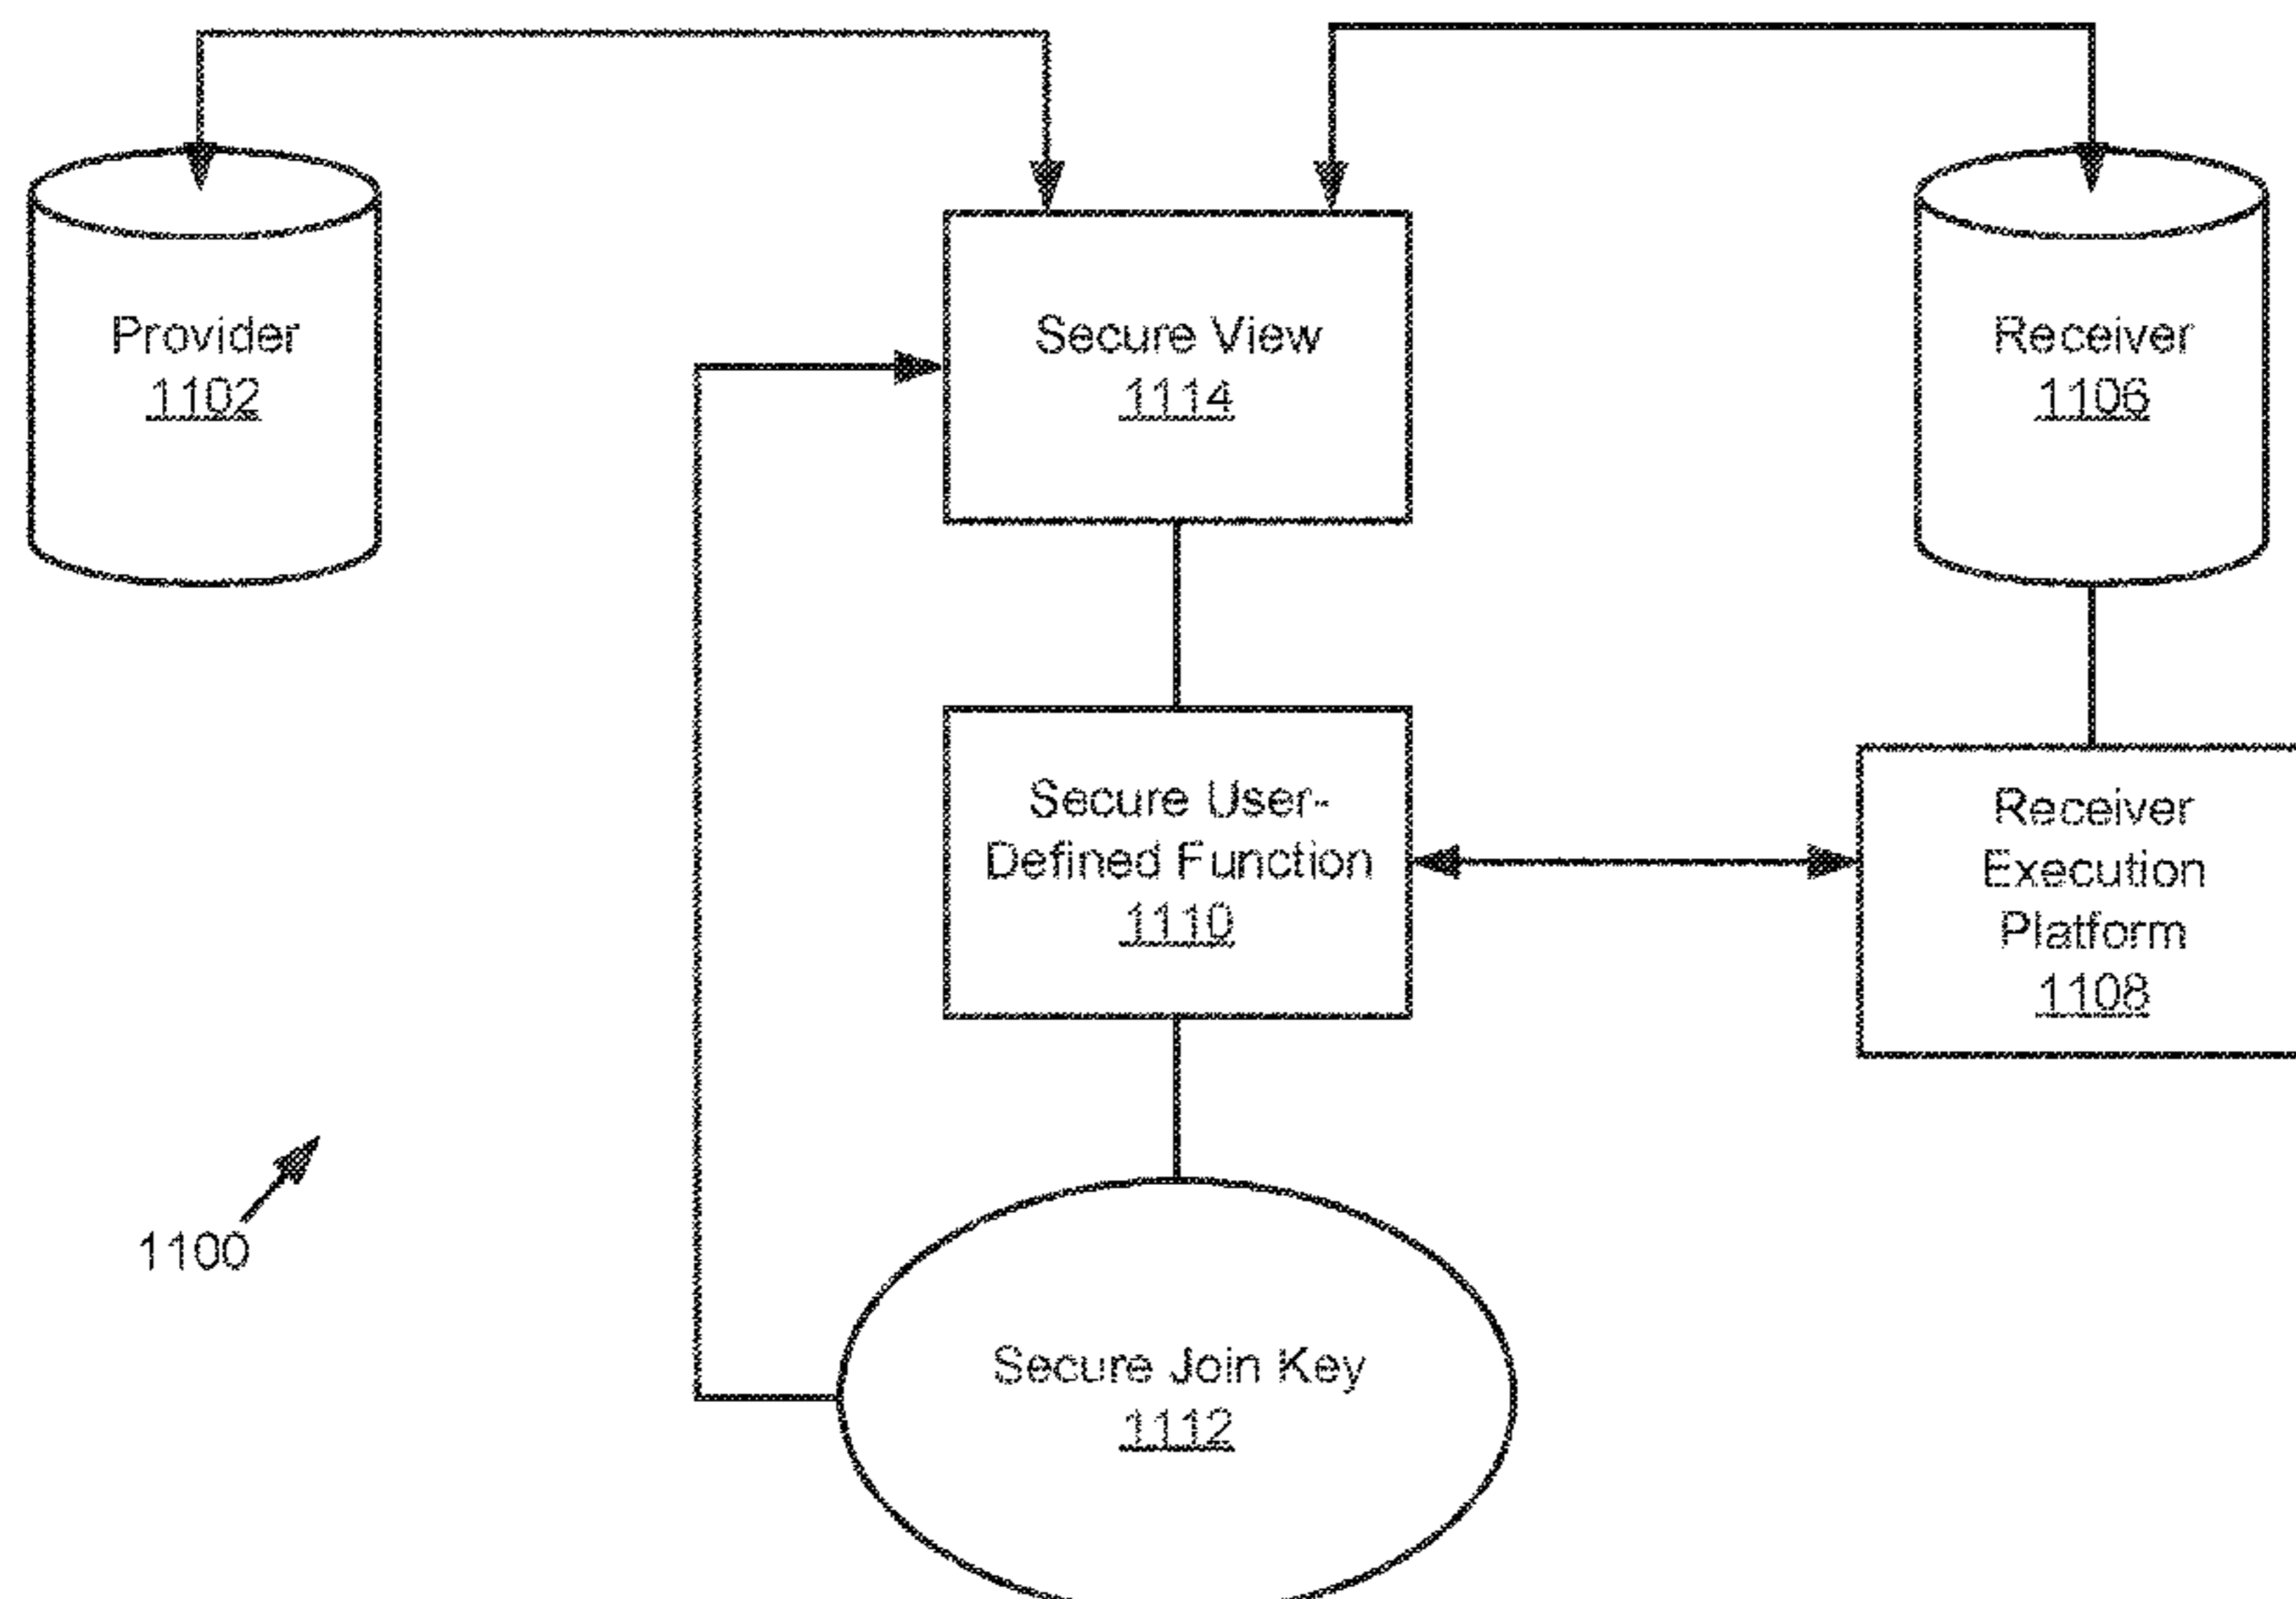 Provider
1102
Secure View
1114
Receiver
1106
Secure User-
Defined Function
1110
Receiver
Execution
Platform
1108
1100
Secure Join Key
1112